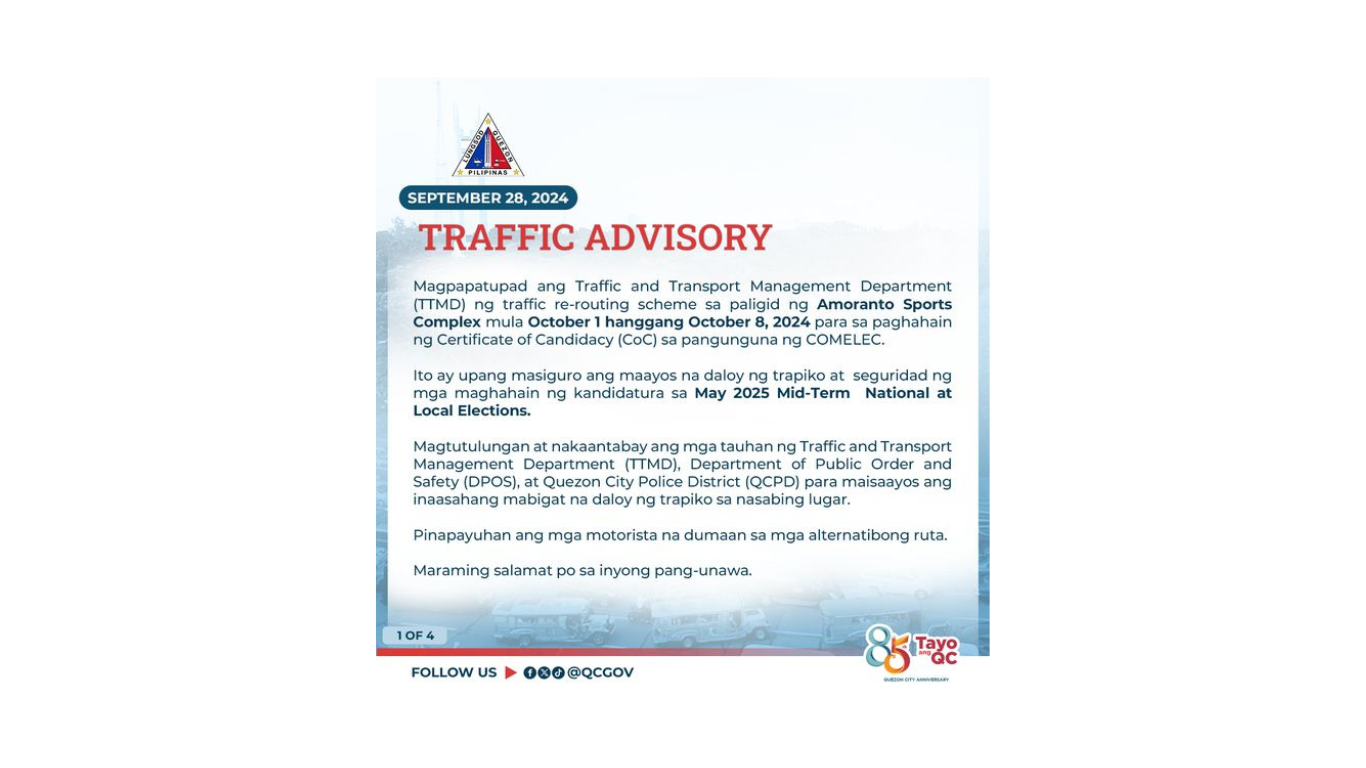 LUNGSOD QUEZON
PILIPINAS
SEPTEMBER 28, 2024
TRAFFIC ADVISORY
Magpapatupad ang Traffic and Transport Management Department
(TTMD) ng traffic re-routing scheme sa paligid ng Amoranto Sports
Complex mula October 1 hanggang October 8, 2024 para sa paghahain
ng Certificate of Candidacy (CoC) sa pangunguna ng COMELEC.
Ito ay upang masiguro ang maayos na daloy ng trapiko at seguridad ng
mga maghahain ng kandidatura sa May 2025 Mid-Term National at
Local Elections.
Magtutulungan at nakaantabay ang mga tauhan ng Traffic and Transport
Management Department (TTMD), Department of Public Order and
Safety (DPOS), at Quezon City Police District (QCPD) para maisaayos ang
inaasahang mabigat na daloy ng trapiko sa nasabing lugar.
Pinapayuhan ang mga motorista na dumaan sa mga alternatibong ruta.
Maraming salamat po sa inyong pang-unawa.
1 OF 4
FOLLOW US @QCGOV
85 Tayo
ang QC
QUEZON CITY ANNIVERSARY